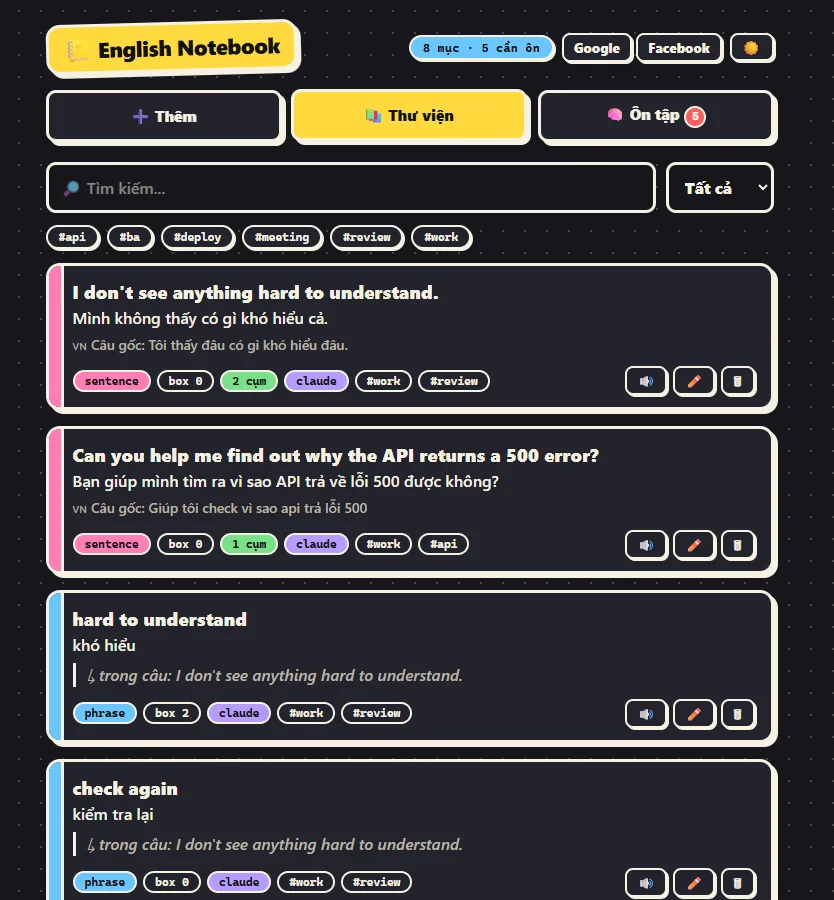 English Notebook
8 mục · 5 cần ôn
Google
Facebook
Thêm
Thư viện
Ôn tập 5
Tìm kiếm...
Tất cả
#api #ba #deploy #meeting #review #work
I don't see anything hard to understand.
Mình không thấy có gì khó hiểu cả.
VN Câu gốc: Tôi thấy đâu có gì khó hiểu đâu.
sentence box 0 2 cụm claude #work #review
Can you help me find out why the API returns a 500 error?
Bạn giúp mình tìm ra vì sao API trả về lỗi 500 được không?
VN Câu gốc: Giúp tôi check vì sao api trả lỗi 500
sentence box 0 1 cụm claude #work #api
hard to understand
khó hiểu
↳ trong câu: I don't see anything hard to understand.
phrase box 2 claude #work #review
check again
kiểm tra lại
↳ trong câu: I don't see anything hard to understand.
phrase box 0 claude #work #review